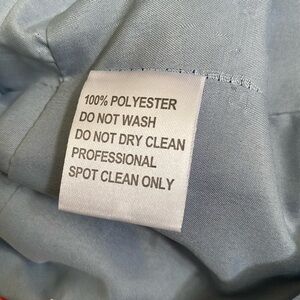 100% POLYESTER
DO NOT WASH
DO NOT DRY CLEAN
PROFESSIONAL
SPOT CLEAN ONLY